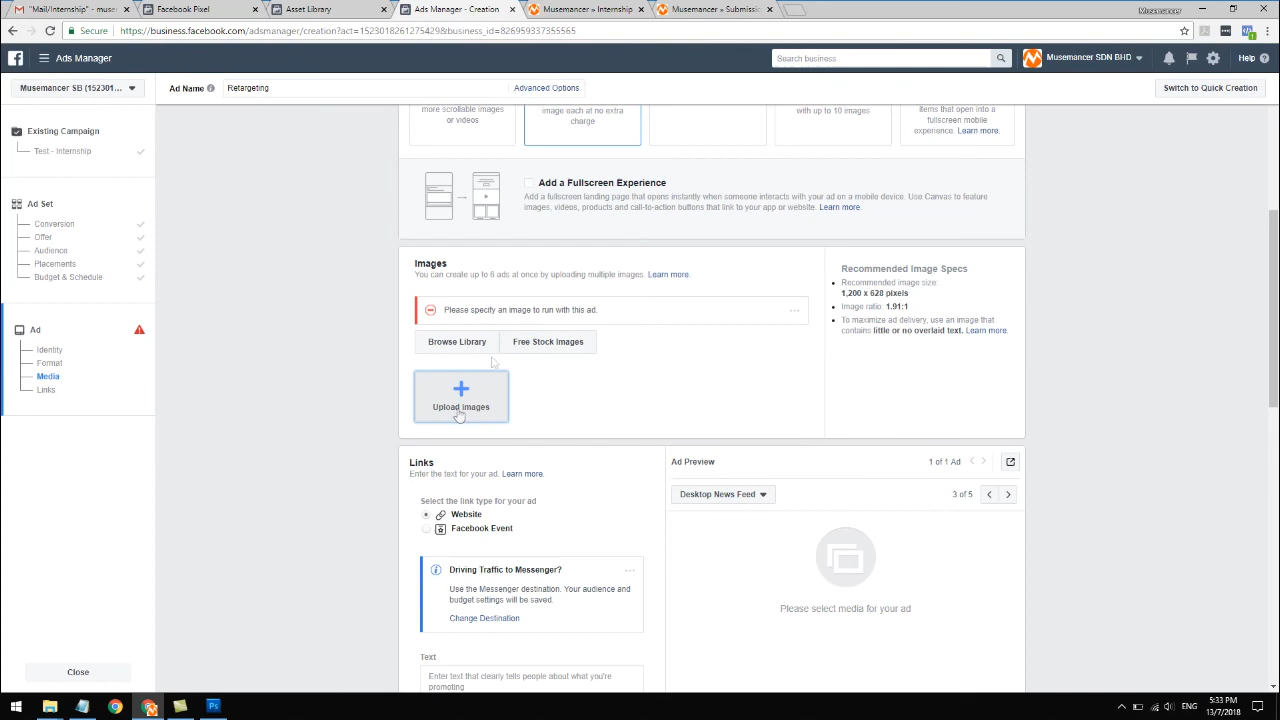 "Mail/Internship" - musem
Facebook Pixel
Asset Library
Ads Manager - Creation
Musemancer » Internship
Musemancer » Submissio
Musemancer
Secure
https://business.facebook.com/adsmanager/creation?act=1523018261275429&business_id=826959337355565
Ads Manager
Search business
Musemancer SDN BHD
Help
Musemancer SB (152301...
Ad Name
Retargeting
Advanced Options
Switch to Quick Creation
Existing Campaign
Test - Internship
Ad Set
Conversion
Offer
Audience
Placements
Budget & Schedule
Ad
Identity
Format
Media
Links
Close
more scrollable images
or videos
image each at no extra
charge
with up to 10 images
items that open into a
fullscreen mobile
experience. Learn more.
Add a Fullscreen Experience
Add a fullscreen landing page that opens instantly when someone interacts with your ad on a mobile device. Use Canvas to feature
images, videos, products and call-to-action buttons that link to your app or website. Learn more.
Images
You can create up to 6 ads at once by uploading multiple images. Learn more.
Please specify an image to run with this ad.
Browse Library
Free Stock Images
Upload Images
Recommended Image Specs
Recommended image size:
1,200 x 628 pixels
Image ratio: 1.91:1
To maximize ad delivery, use an image that
contains little or no overlaid text. Learn more.
Links
Enter the text for your ad. Learn more.
Select the link type for your ad
Website
Facebook Event
Driving Traffic to Messenger?
Use the Messenger destination. Your audience and
budget settings will be saved.
Change Destination
Text
Enter text that clearly tells people about what you're
promoting
Ad Preview
1 of 1 Ad
Desktop News Feed
3 of 5
Please select media for your ad
ENG
5:33 PM
13/7/2018